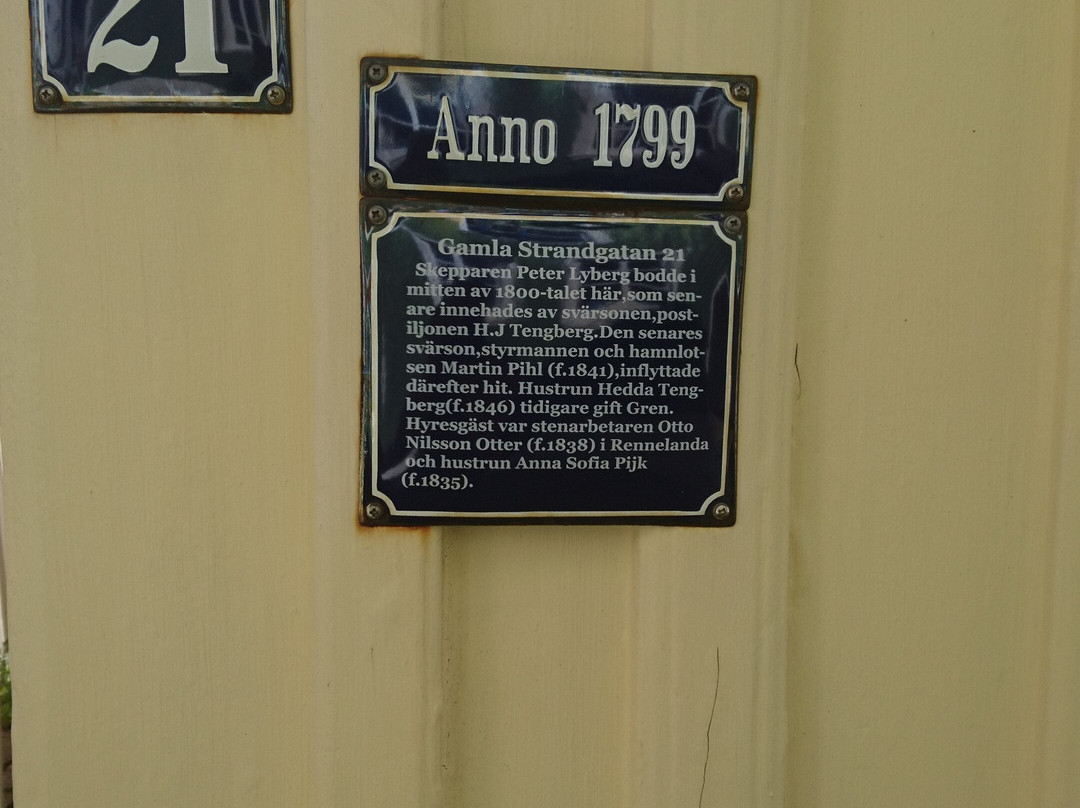 21
Anno 1799
Gamla Strandgatan 21
Skepparen Peter Lyberg bodde i
mitten av 1800-talet här,som sen-
are innehades av svärsonen,post-
iljonen H.J Tengberg.Den senares
svärson,styrmannen och hamnlot-
sen Martin Pihl (f.1841),inflyttade
därefter hit. Hustrun Hedda Teng-
berg(f.1846) tidigare gift Gren.
Hyresgäst var stenarbetaren Otto
Nilsson Otter (f.1838) i Rennelanda
och hustrun Anna Sofia Pijk
(f.1835).